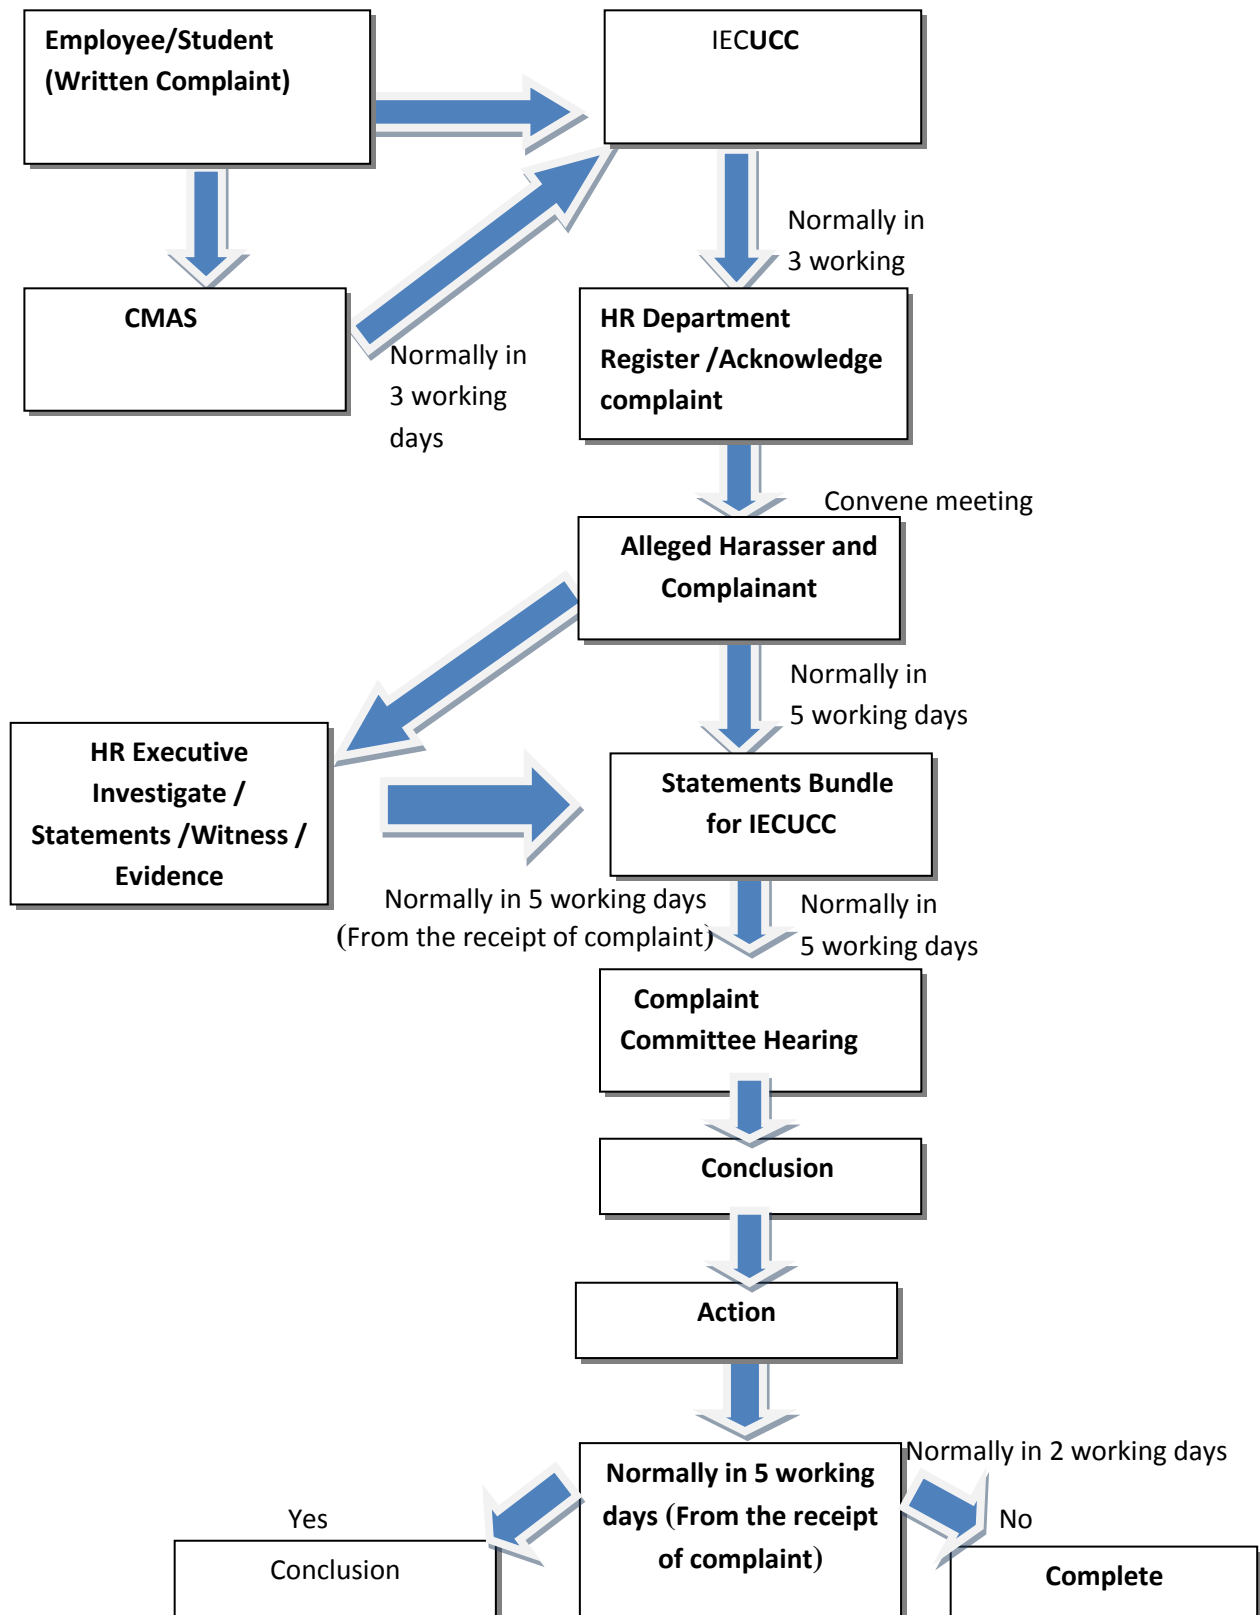 Employee/Student
(Written Complaint)
IECUCC
Normally in
3 working
CMAS
Normally in
3 working
days
HR Department
Register /Acknowledge
complaint
Convene meeting
Alleged Harasser and
Complainant
Normally in
5 working days
HR Executive
Investigate /
Statements /Witness /
Evidence
Statements Bundle
for IECUCC
Normally in 5 working days
(From the receipt of complaint)
Normally in
5 working days
Complaint
Committee Hearing
Conclusion
Action
Normally in 5 working
days (From the receipt
of complaint)
Normally in 2 working days
Yes
No
Conclusion
Complete